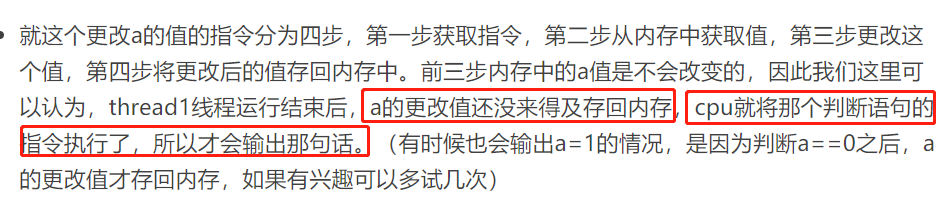 就这个更改a的值的指令分为四步，第一步获取指令，第二步从内存中获取值，第三步更改这
个值，第四步将更改后的值存回内存中。前三步内存中的a值是不会改变的，因此我们这里可
以认为，thread1线程运行结束后，a的更改值还没来得及存回内存，cpu就将那个判断语句的
指令执行了，所以才会输出那句话。（有时候也会输出a=1的情况，是因为判断a==0之后，a
的更改值才存回内存，如果有兴趣可以多试几次）